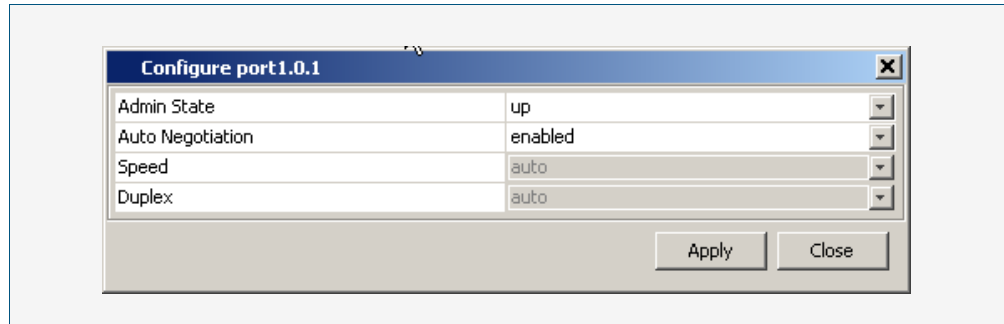 Configure port1.0.1
Admin State up
Auto Negotiation enabled
Speed auto
Duplex auto
Apply Close